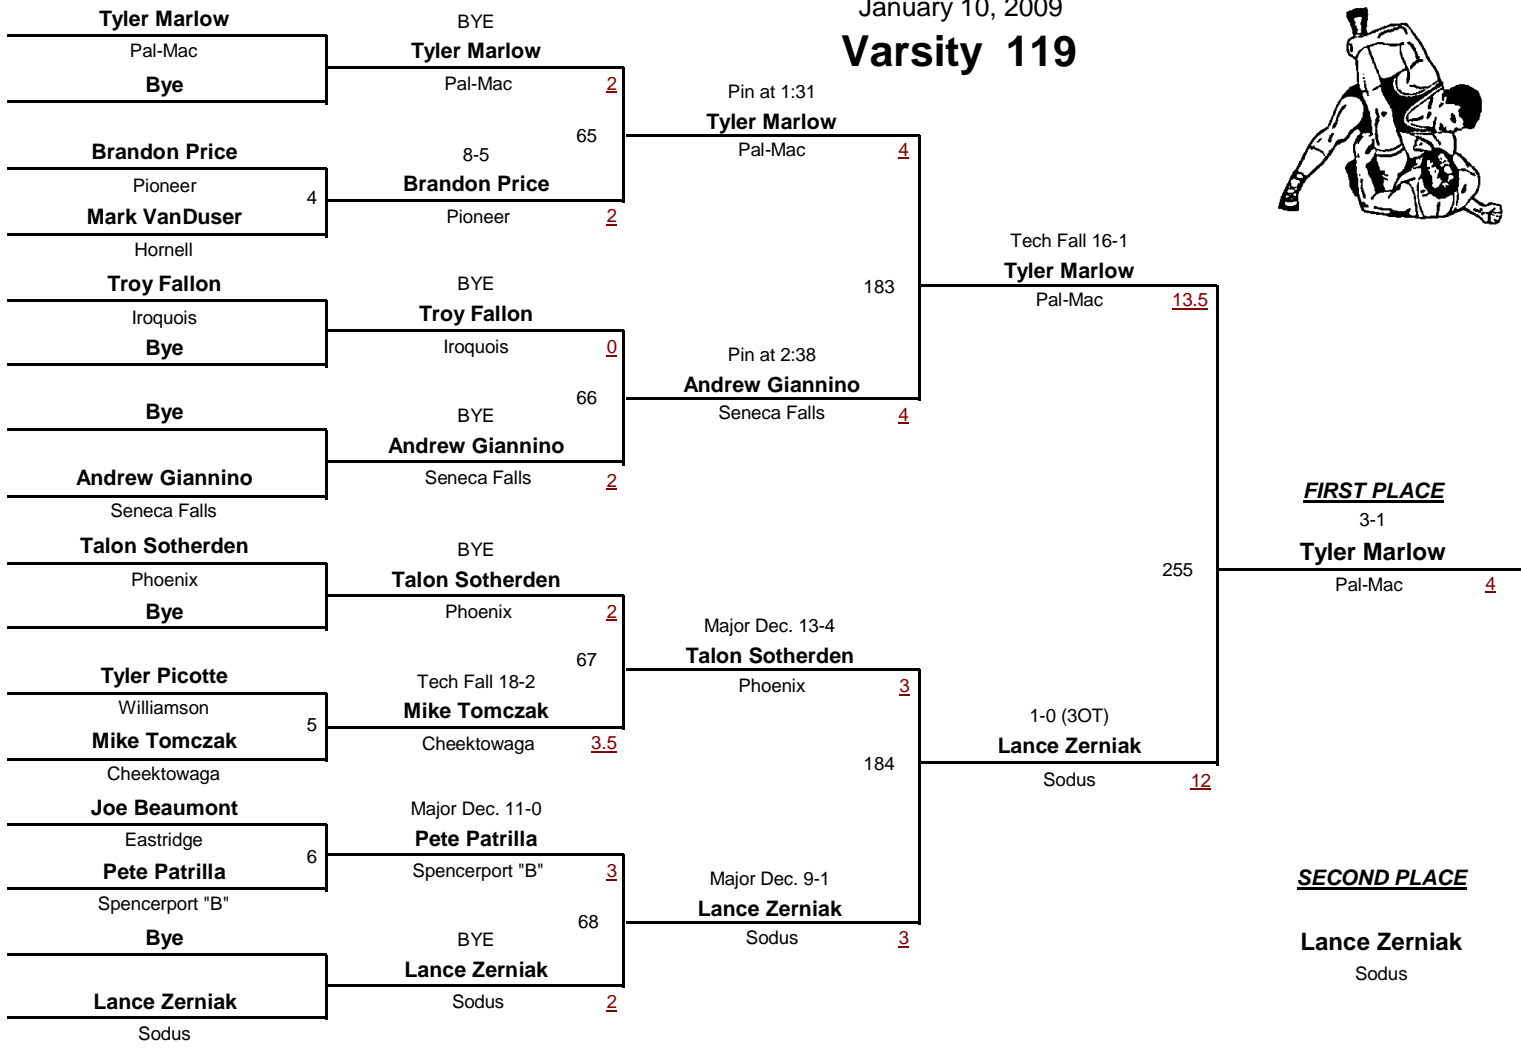 January 10, 2009
Varsity 119
Tyler Marlow
Pal-Mac
Bye
Brandon Price
Pioneer
4
Mark VanDuser
Hornell
Troy Fallon
Iroquois
Bye
Bye
Andrew Giannino
Seneca Falls
Talon Sotherden
Phoenix
Bye
Tyler Picotte
Williamson
5
Mike Tomczak
Cheektowaga
Joe Beaumont
Eastridge
6
Pete Patrilla
Spencerport "B"
Bye
Lance Zerniak
Sodus
BYE
Tyler Marlow
Pal-Mac 2
65
8-5
Brandon Price
Pioneer 2
BYE
Troy Fallon
Iroquois 0
66
BYE
Andrew Giannino
Seneca Falls 2
BYE
Talon Sotherden
Phoenix 2
67
Tech Fall 18-2
Mike Tomczak
Cheektowaga 3.5
Major Dec. 11-0
Pete Patrilla
Spencerport "B" 3
68
BYE
Lance Zerniak
Sodus 2
Pin at 1:31
Tyler Marlow
Pal-Mac 4
183
Pin at 2:38
Andrew Giannino
Seneca Falls 4
Major Dec. 13-4
Talon Sotherden
Phoenix 3
184
Major Dec. 9-1
Lance Zerniak
Sodus 3
Tech Fall 16-1
Tyler Marlow
Pal-Mac 13.5
255
1-0 (3OT)
Lance Zerniak
Sodus 12
FIRST PLACE
3-1
Tyler Marlow
Pal-Mac 4
SECOND PLACE
Lance Zerniak
Sodus